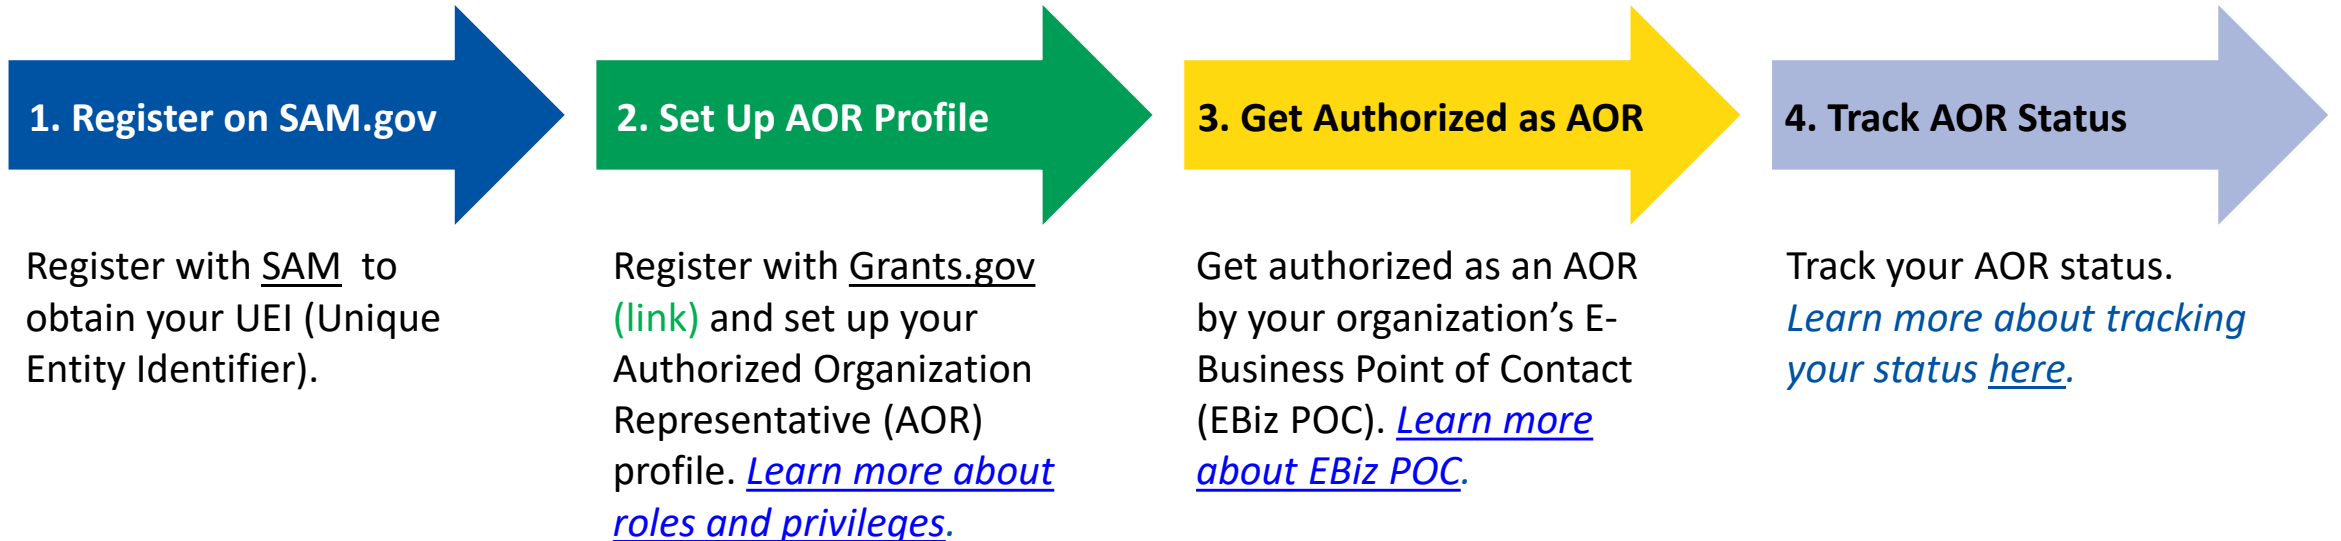 1. Register on SAM.gov
Register with SAM to
obtain your UEI (Unique
Entity Identifier).
2. Set Up AOR Profile
Register with Grants.gov
(link) and set up your
Authorized Organization
Representative (AOR)
profile. Learn more about
roles and privileges.
3. Get Authorized as AOR
Get authorized as an AOR
by your organization’s E-
Business Point of Contact
(EBiz POC). Learn more
about EBiz POC.
4. Track AOR Status
Track your AOR status.
Learn more about tracking
your status here.